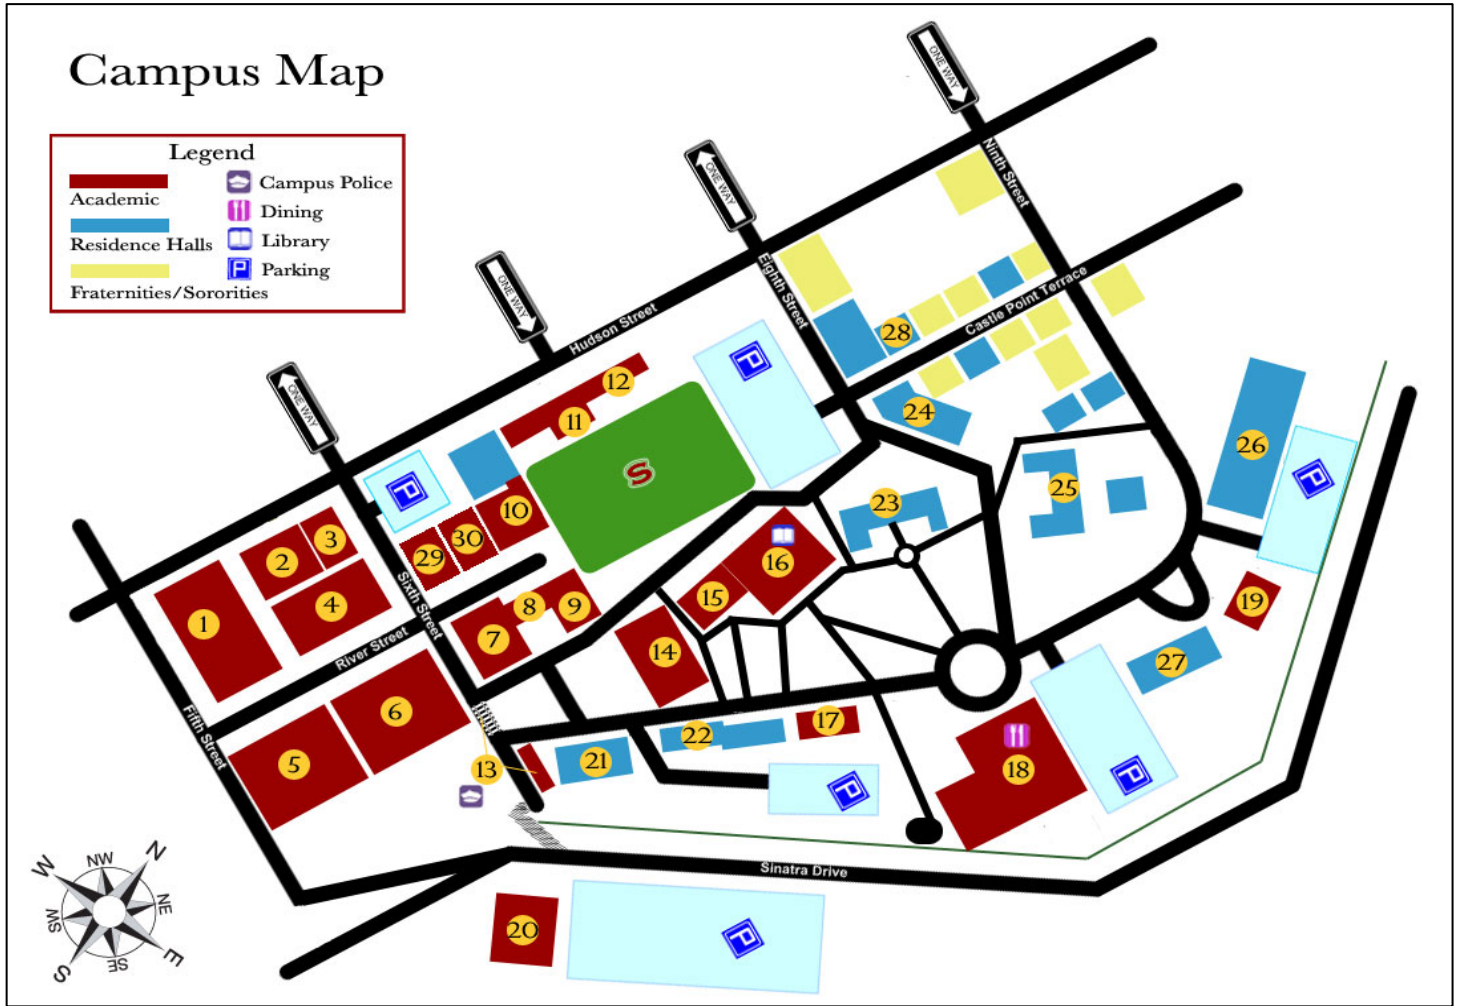 Campus Map
Legend
Academic
Residence Halls
Fraternities/Sororities
Campus Police
Dining
Library
P Parking
ONE WAY
ONE WAY
ONE WAY
ONE WAY
Hudson Street
Eighth Street
Ninth Street
Castle Point Terrace
Sixth Street
River Street
Fifth Street
Sinatra Drive
P
P
P
P
P
P
S
1
2
3
4
5
6
7
8
9
10
11
12
13
14
15
16
17
18
19
20
21
22
23
24
25
26
27
28
29
30
N
NE
E
SE
S
SW
W
NW